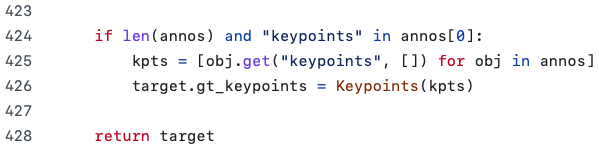 423
424 if len(annos) and "keypoints" in annos[0]:
425 kpts = [obj.get("keypoints", []) for obj in annos]
426 target.gt_keypoints = Keypoints(kpts)
427
428 return target